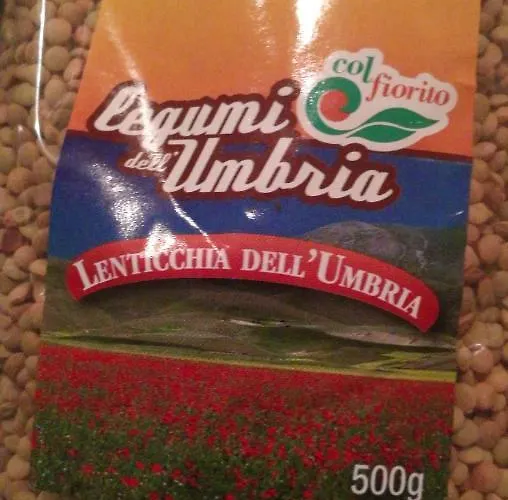 col
fiorito
legumi
dell'Umbria
LENTICCHIA DELL'UMBRIA
500g